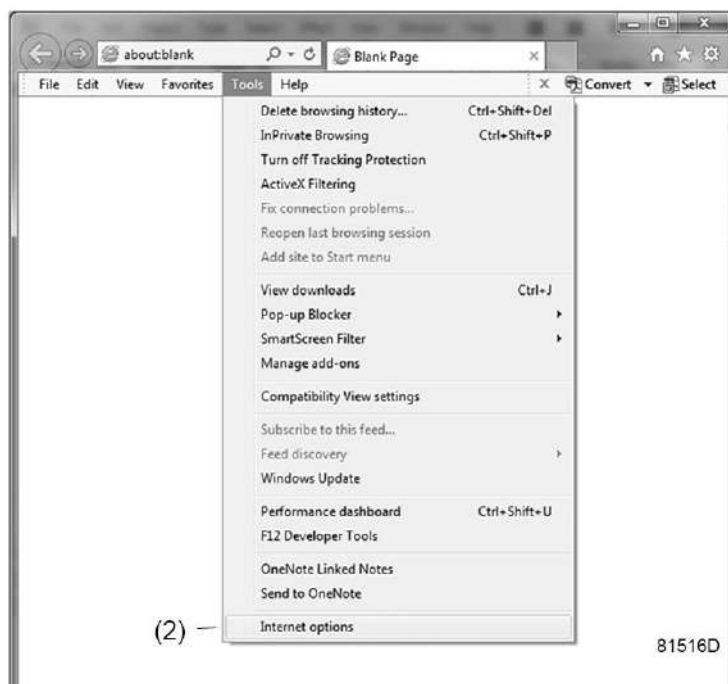 about:blank
Blank Page
File Edit View Favorites Tools Help
Convert Select
Delete browsing history... Ctrl+Shift+Del
InPrivate Browsing Ctrl+Shift+P
Turn off Tracking Protection
ActiveX Filtering
Fix connection problems...
Reopen last browsing session
Add site to Start menu
View downloads Ctrl+J
Pop-up Blocker
SmartScreen Filter
Manage add-ons
Compatibility View settings
Subscribe to this feed...
Feed discovery
Windows Update
Performance dashboard Ctrl+Shift+U
F12 Developer Tools
OneNote Linked Notes
Send to OneNote
(2) Internet options
81516D